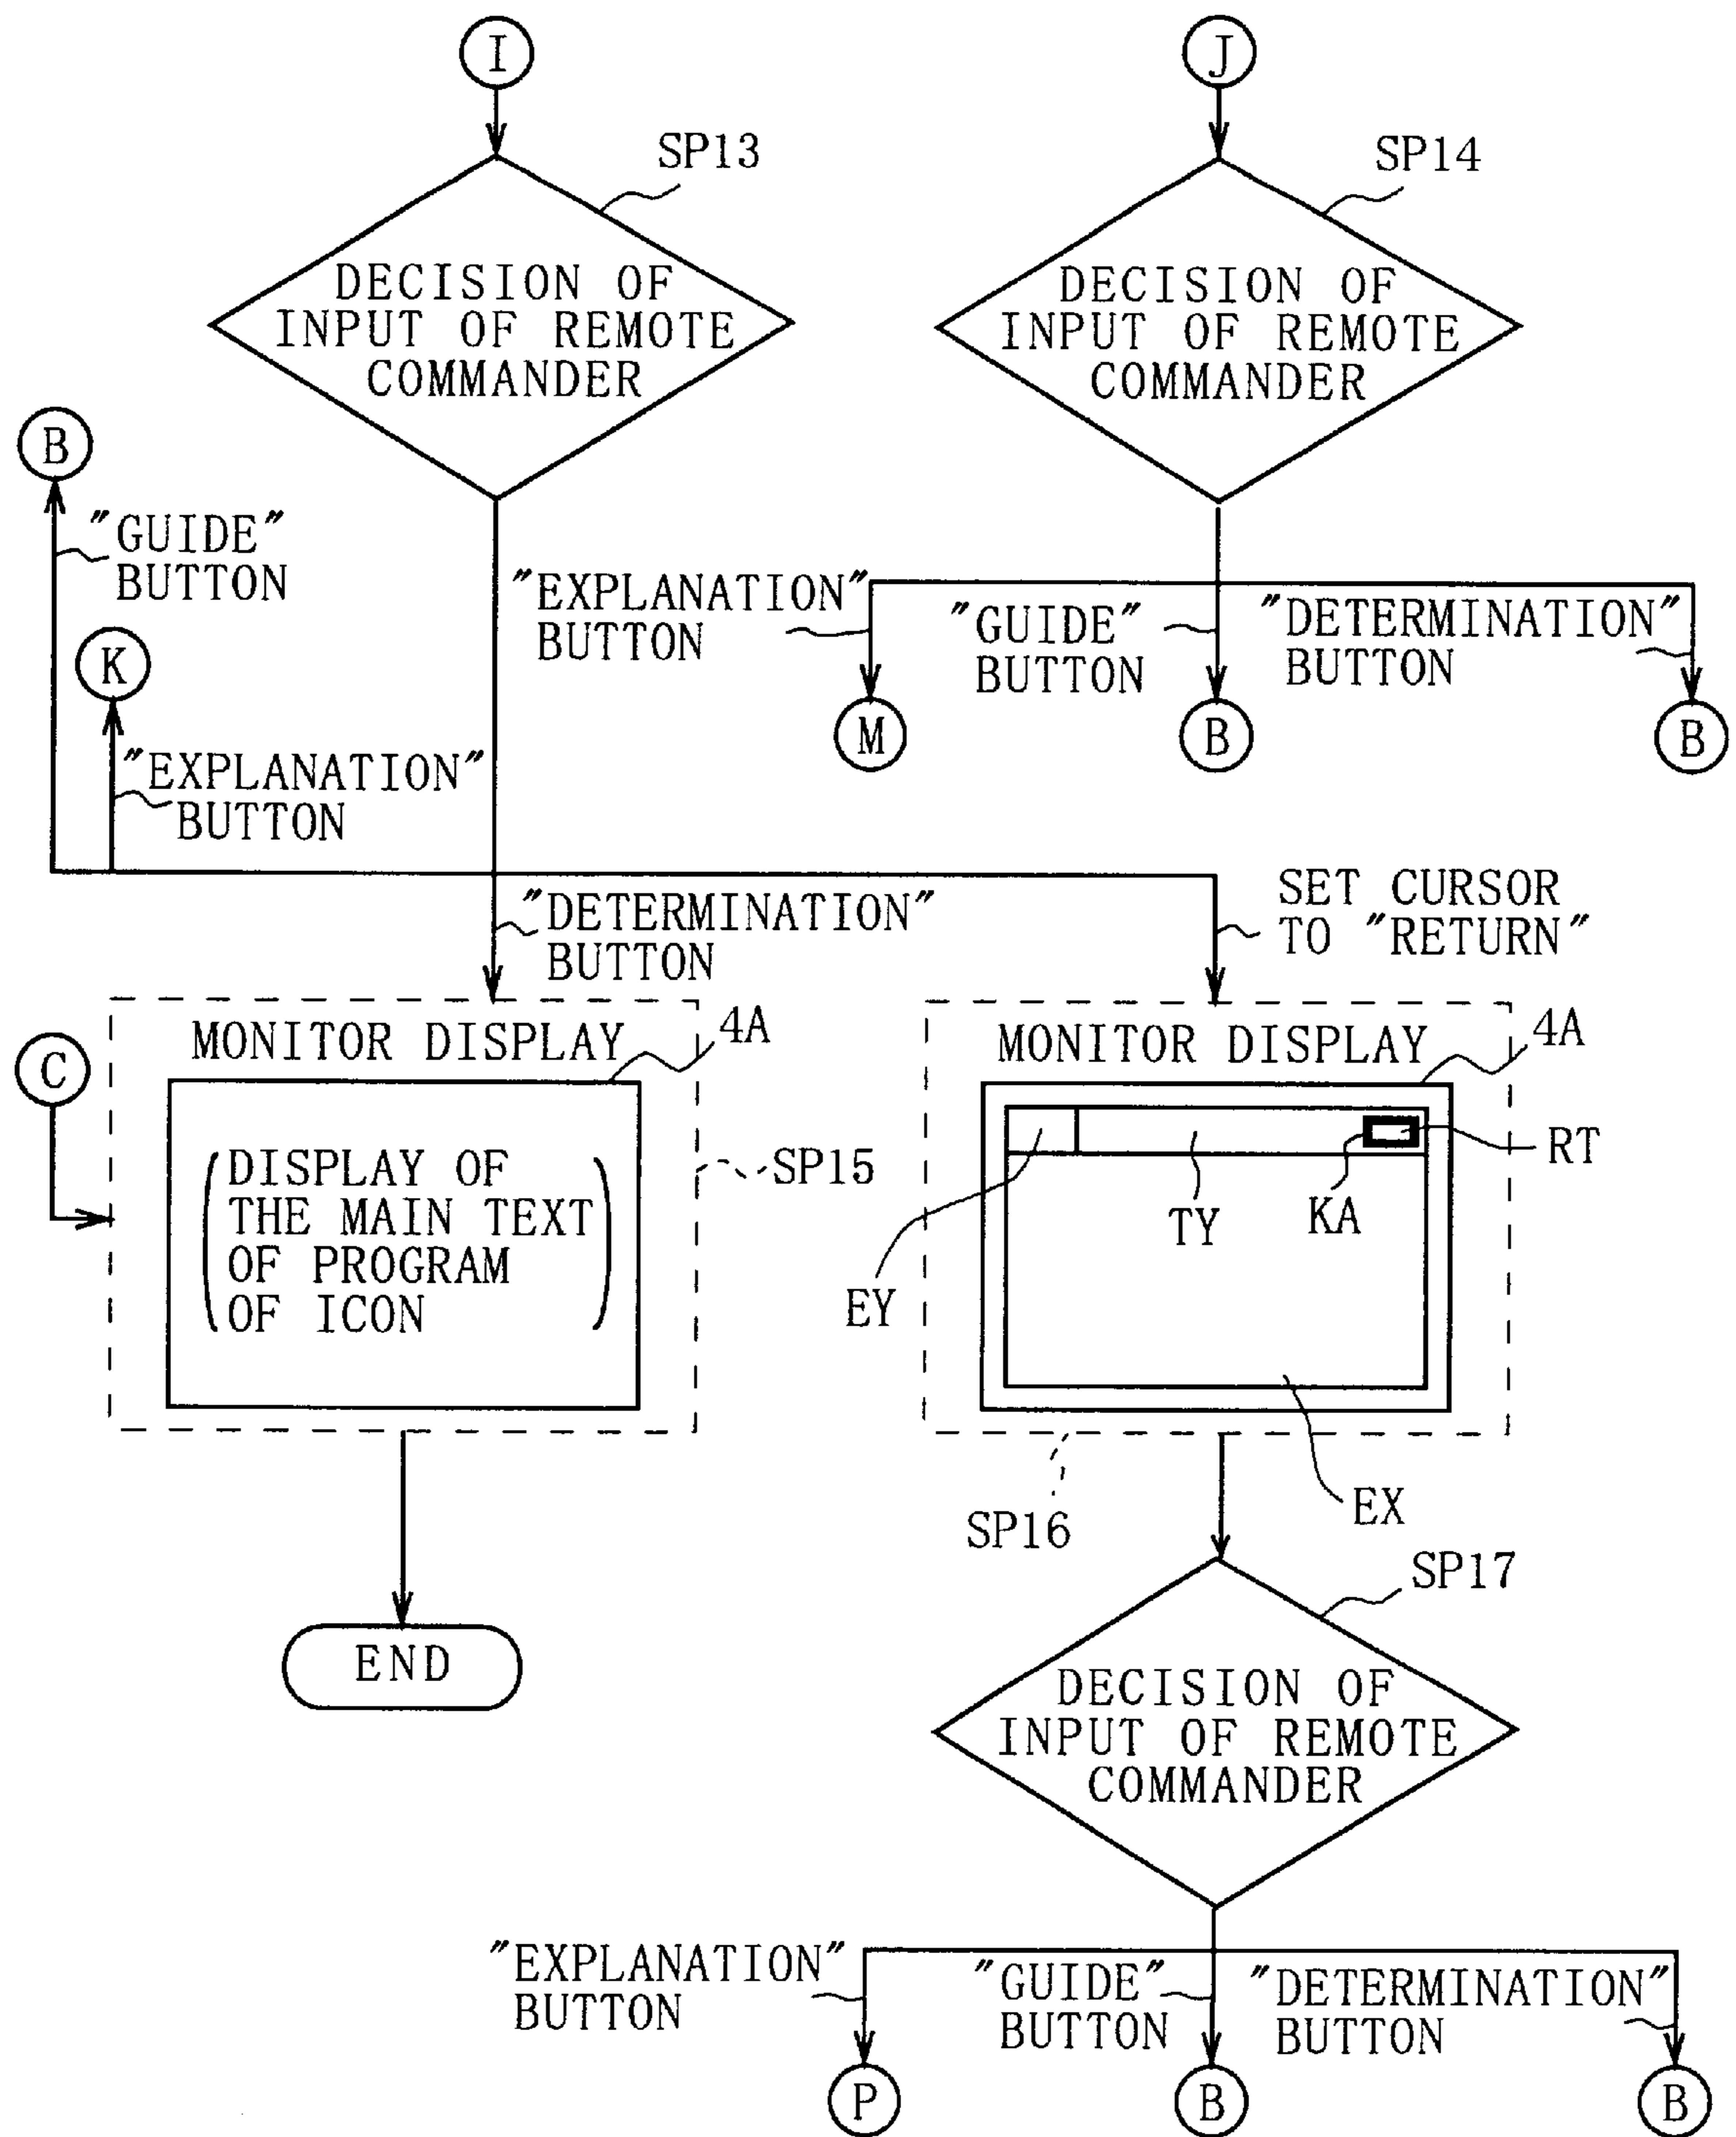 I
J
SP13
SP14
DECISION OF
INPUT OF REMOTE
COMMANDER
DECISION OF
INPUT OF REMOTE
COMMANDER
B
"GUIDE"
BUTTON
K
"EXPLANATION"
BUTTON
"EXPLANATION"
BUTTON
"GUIDE"
BUTTON
"DETERMINATION"
BUTTON
M
B
B
"DETERMINATION"
BUTTON
SET CURSOR
TO "RETURN"
C
MONITOR DISPLAY
4A
DISPLAY OF
THE MAIN TEXT
OF PROGRAM
OF ICON
SP15
MONITOR DISPLAY
4A
RT
KA
TY
EY
EX
SP16
END
SP17
DECISION OF
INPUT OF REMOTE
COMMANDER
"EXPLANATION"
BUTTON
"GUIDE"
BUTTON
"DETERMINATION"
BUTTON
P
B
B